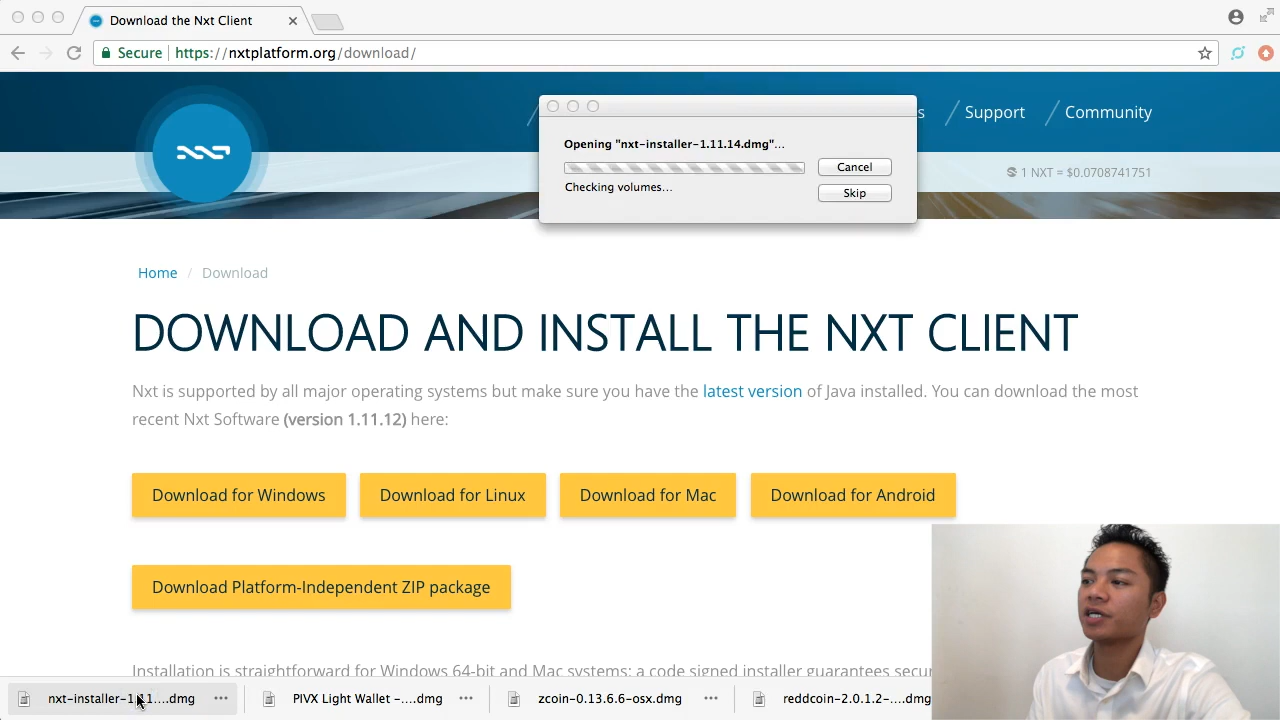 Download the Nxt Client
Secure https://nxtplatform.org/download/
s Support Community
Opening "nxt-installer-1.11.14.dmg"...
Cancel
Checking volumes...
Skip
1 NXT = $0.0708741751
Home / Download
DOWNLOAD AND INSTALL THE NXT CLIENT
Nxt is supported by all major operating systems but make sure you have the latest version of Java installed. You can download the most
recent Nxt Software (version 1.11.12) here:
Download for Windows Download for Linux Download for Mac Download for Android
Download Platform-Independent ZIP package
Installation is straightforward for Windows 64-bit and Mac systems: a code signed installer guarantees secu
nxt-installer-1.11....dmg PIVX Light Wallet -....dmg zcoin-0.13.6.6-osx.dmg reddcoin-2.0.1.2-....dmg